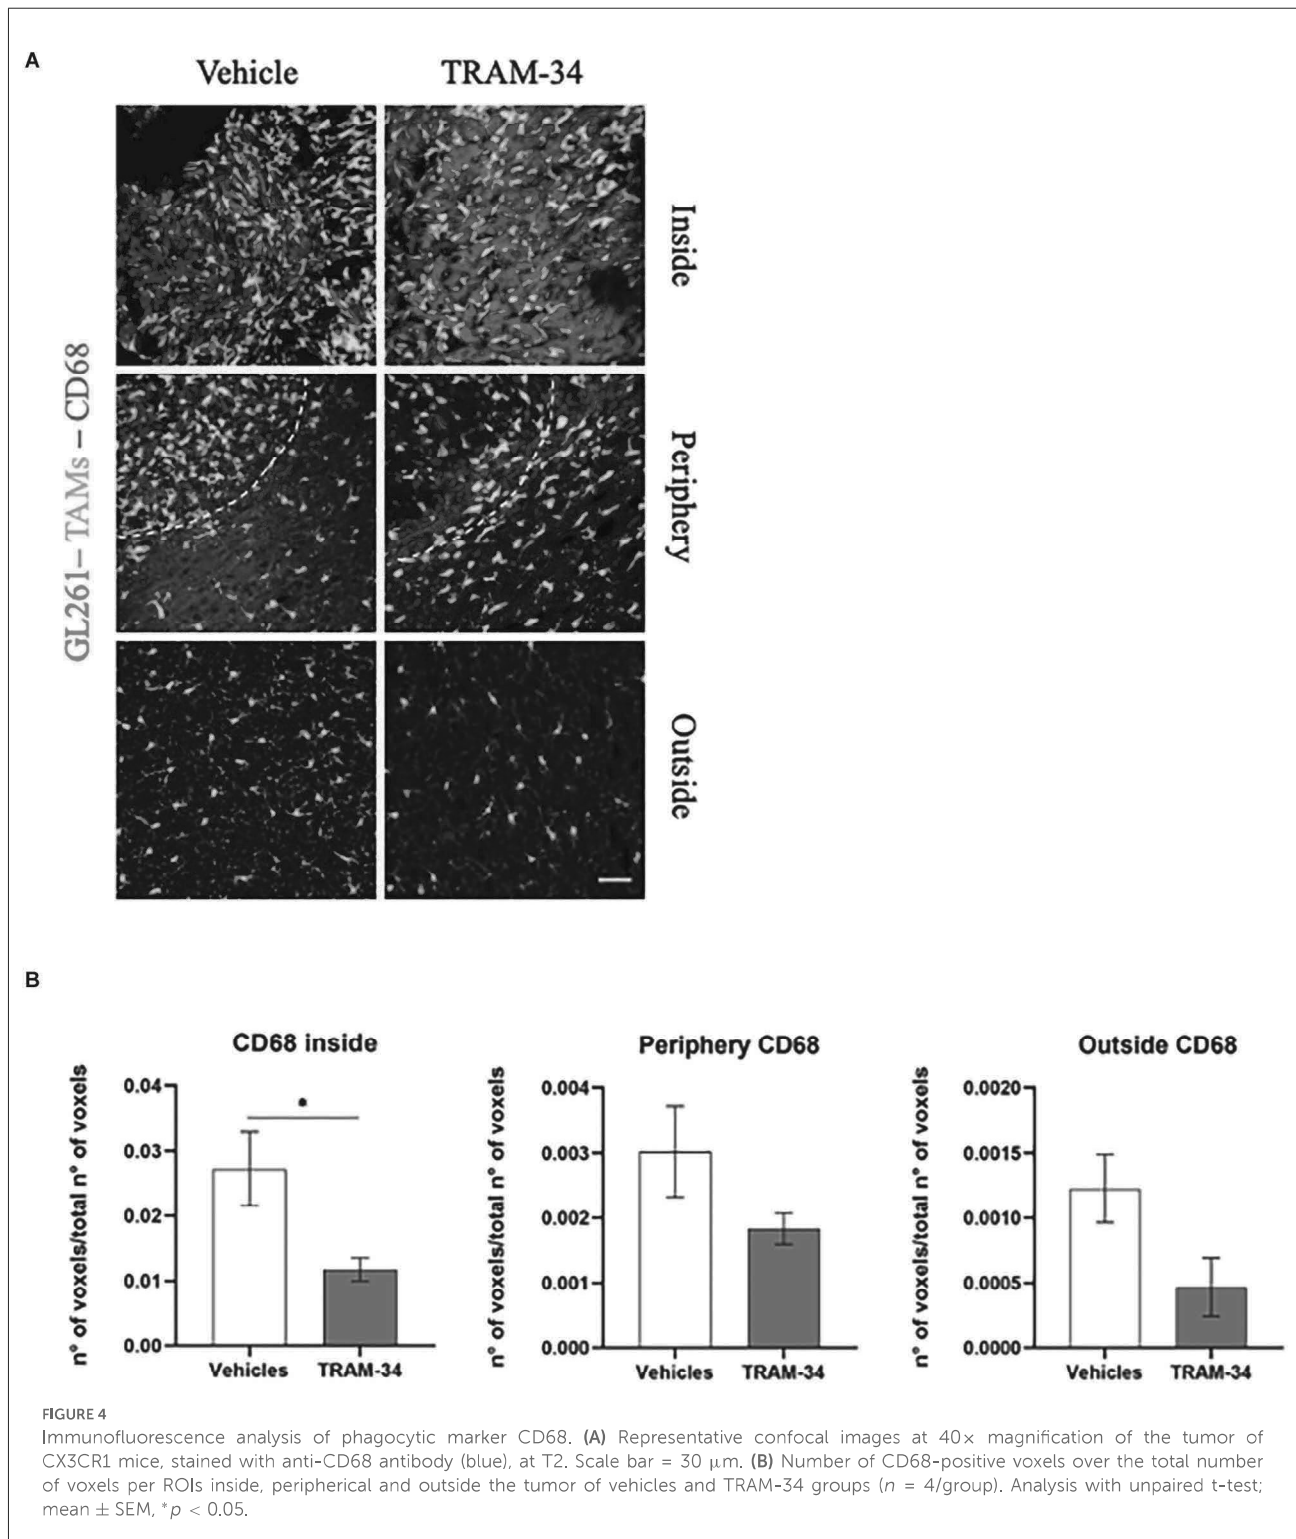 A
Vehicle
TRAM-34
Inside
GL261– TAMs – CD68
Periphery
Outside
B
CD68 inside
n° of voxels/total n° of voxels
0.04
0.03
0.02
0.01
0.00
*
Vehicles
TRAM-34
Periphery CD68
n° of voxels/total n° of voxels
0.004
0.003
0.002
0.001
0.000
Vehicles
TRAM-34
Outside CD68
n° of voxels/total n° of voxels
0.0020
0.0015
0.0010
0.0005
0.0000
Vehicles
TRAM-34
FIGURE 4
Immunofluorescence analysis of phagocytic marker CD68. (A) Representative confocal images at 40× magnification of the tumor of
CX3CR1 mice, stained with anti-CD68 antibody (blue), at T2. Scale bar = 30 μm. (B) Number of CD68-positive voxels over the total number
of voxels per ROIs inside, peripherical and outside the tumor of vehicles and TRAM-34 groups (n = 4/group). Analysis with unpaired t-test;
mean ± SEM, *p < 0.05.